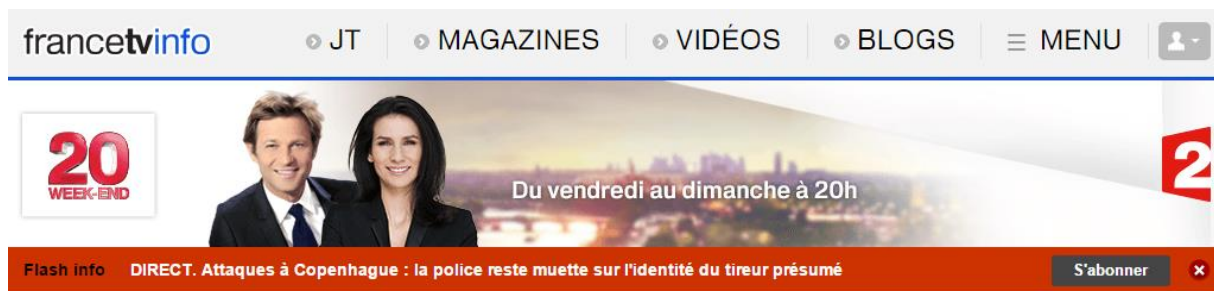 francetvinfo JT MAGAZINES VIDÉOS BLOGS MENU
20
WEEK-END
Du vendredi au dimanche à 20h
2
Flash info DIRECT. Attaques à Copenhague : la police reste muette sur l'identité du tireur présumé S'abonner